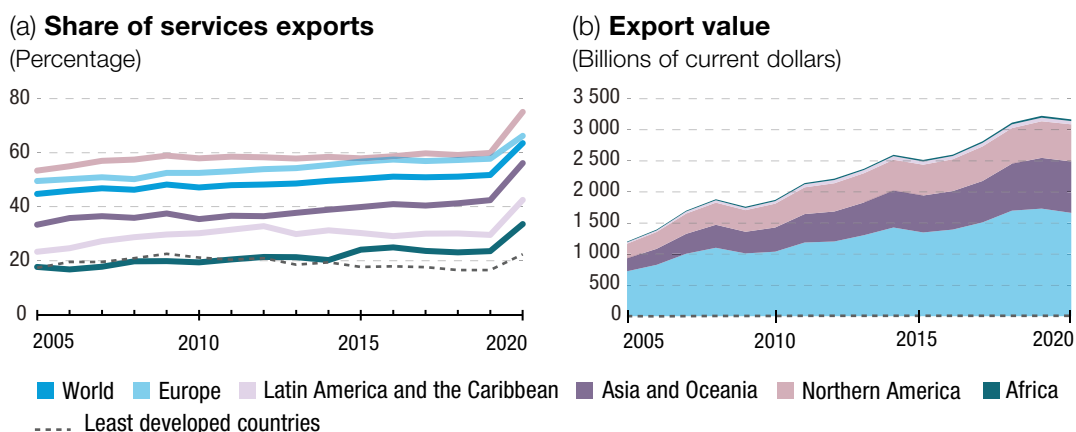 (a) Share of services exports
(Percentage)
80
60
40
20
0
2005 2010 2015 2020
(b) Export value
(Billions of current dollars)
3 500
3 000
2 500
2 000
1 500
1 000
500
0
2005 2010 2015 2020
World Europe Latin America and the Caribbean Asia and Oceania Northern America Africa
Least developed countries